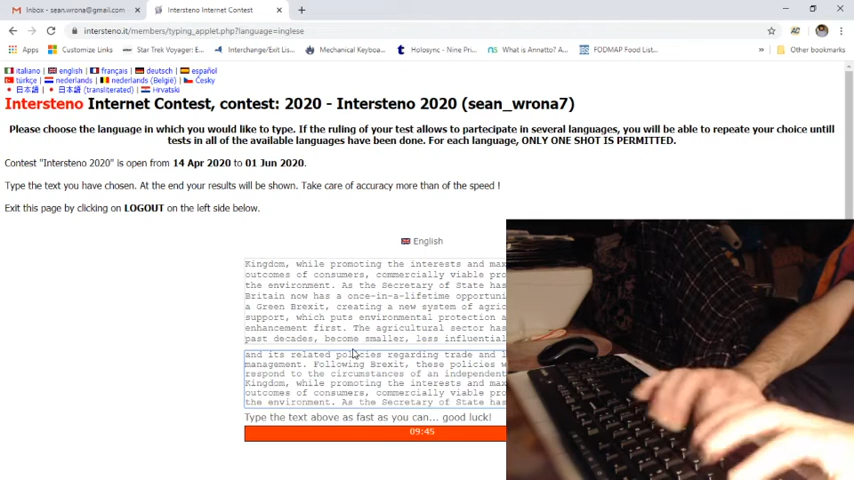 Inbox - sean.wrona@gmail.com
Intersteno Internet Contest
intersteno.it/members/typing_applet.php?language=inglese
Apps
Customize Links
Star Trek Voyager: E...
Interchange/Exem...
Mechanical Keyboa...
Holosync - Nine Pri...
What is Annatto? A...
FODMAP Food List...
»
Other bookmarks
italiano | english | français | deutsch | español
türkçe | nederlands | nederlands (België) | Česky
日本語 | 日本語 (transliterated) | Hrvatski
Intersteno Internet Contest, contest: 2020 - Intersteno 2020 (sean_wrona7)
Please choose the language in which you would like to type. If the ruling of your test allows to partecipate in several languages, you will be able to repeate your choice untill
tests in all of the available languages have been done. For each language, ONLY ONE SHOT IS PERMITTED.
Contest "Intersteno 2020" is open from 14 Apr 2020 to 01 Jun 2020.
Type the text you have chosen. At the end your results will be shown. Take care of accuracy more than of the speed !
Exit this page by clicking on LOGOUT on the left side below.
English
Kingdom, while promoting the interests and
outcomes of consumers, commercially viable
the environment. As the Secretary of State has
Britain now has a once-in-a-lifetime
a Green Brexit, creating a new system of
support, which puts environmental protection
enhancement first. The agricultural sector has
past decades, become smaller, less
and its related policies regarding trade and
management. Following Brexit, these policies
respond to the circumstances of an independent
Kingdom, while promoting the interests and
outcomes of consumers, commercially viable
the environment. As the Secretary of State has
Type the text above as fast as you can... good luck!
09:45